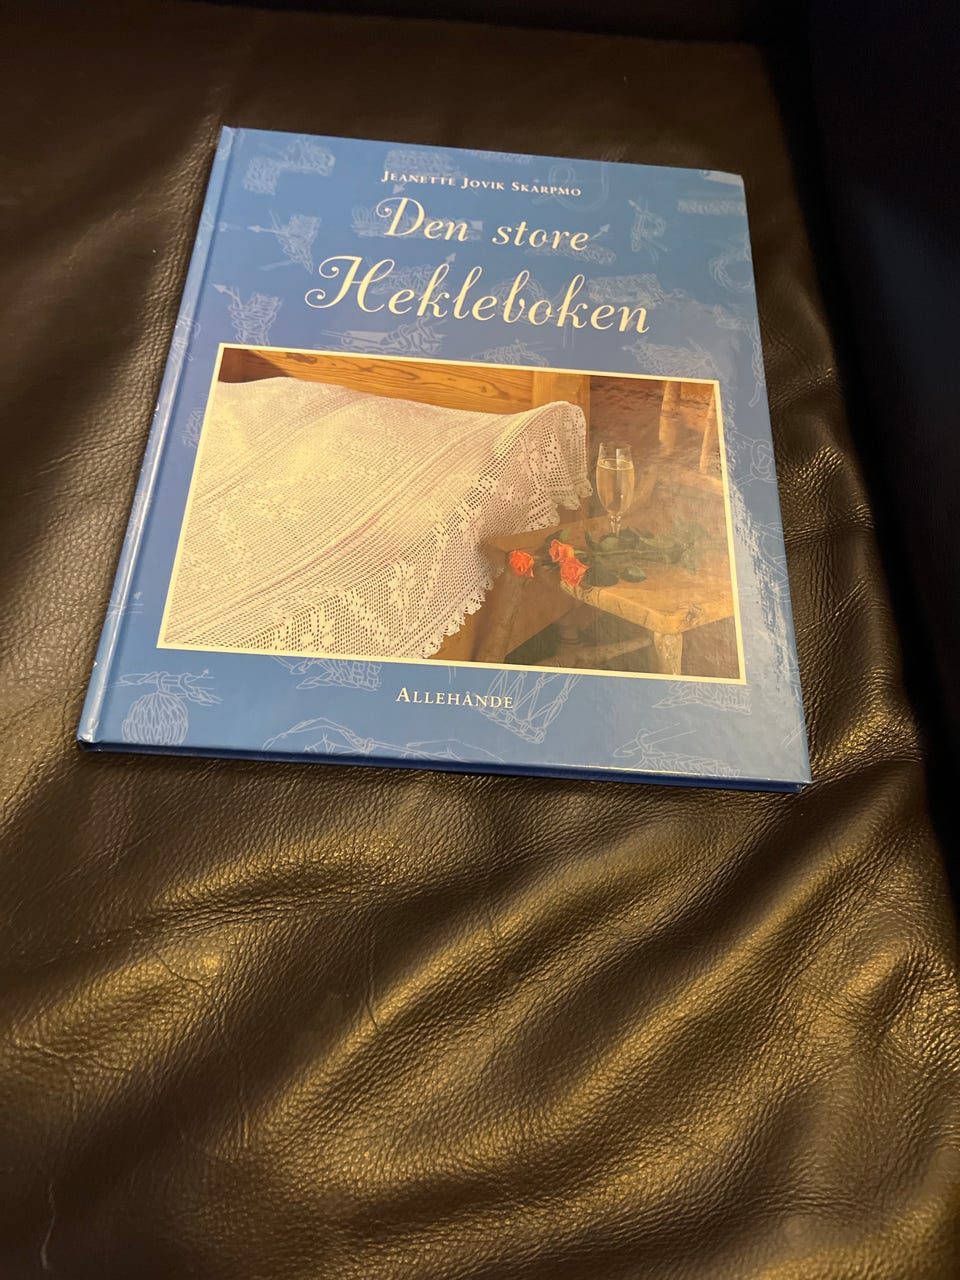 Jeanette Jovik Skarpmo
Den store
Hekleboken
Allehånde